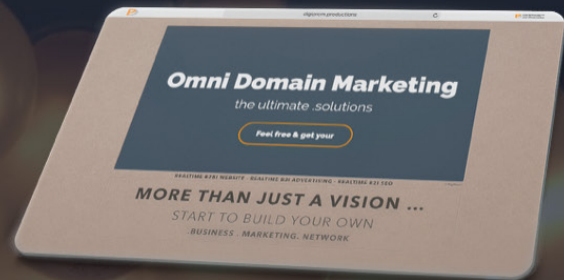 Omni Domain Marketing
the ultimate .solutions
Feel free & get your
MORE THAN JUST A VISION ...
START TO BUILD YOUR OWN
BUSINESS . MARKETING. NETWORK